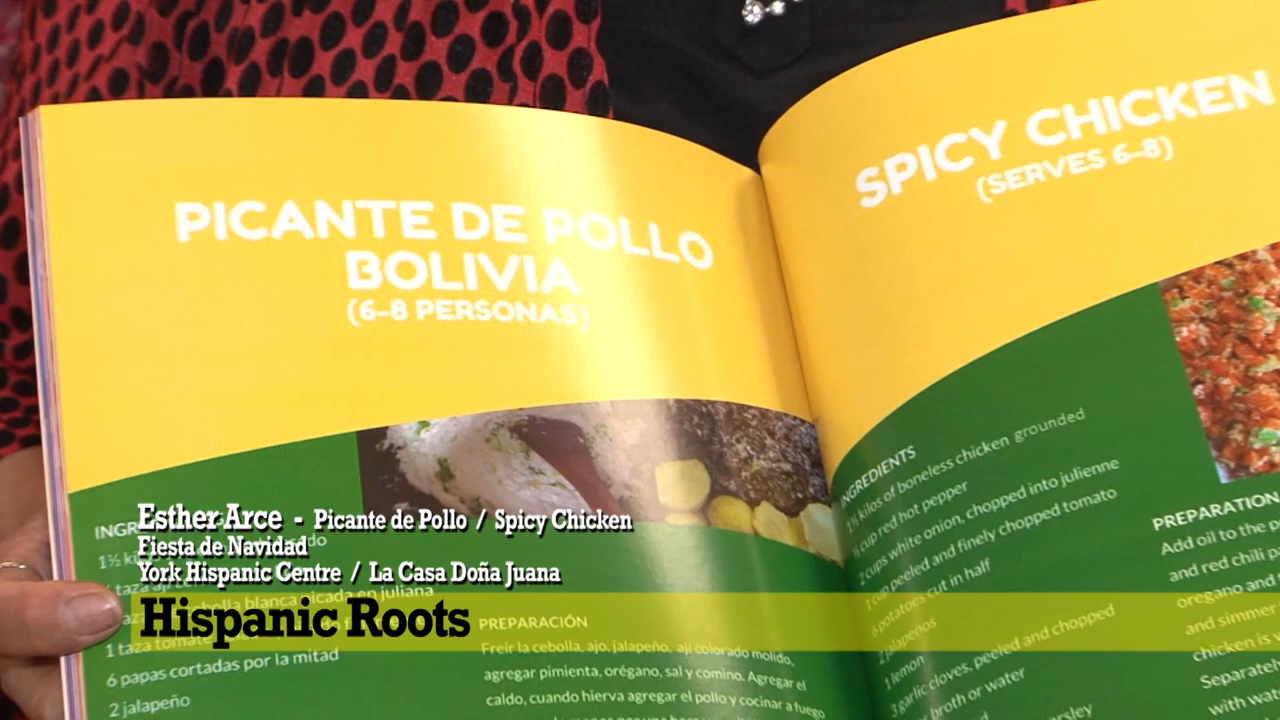 PICANTE DE POLLO
BOLIVIA
(6–8 PERSONAS)
1½
taza
1 taza
6 papas cortadas por la mitad
2 jalapeño
PREPARACIÓN
Freír la cebolla, ajo, jalapeño, ají colorado molido,
agregar pimienta, orégano, sal y comino. Agregar el
caldo, cuando hierva agregar el pollo y cocinar a fuego
SPICY CHICKEN
(SERVES 6–8)
INGREDIENTS
1½ kilos of boneless chicken grounded
cup red hot pepper
2 cups white onion, chopped into julienne
1 cup peeled and finely chopped tomato
6 potatoes cut in half
2 jalapeños
1 lemon
3 garlic cloves, peeled and chopped
broth or water
PREPARATION
Add oil to the p
and red chili p
oregano and
and simmer
chicken is
Separately
with wat
Esther Arce - Picante de Pollo / Spicy Chicken
Fiesta de Navidad
York Hispanic Centre / La Casa Doña Juana
Hispanic Roots